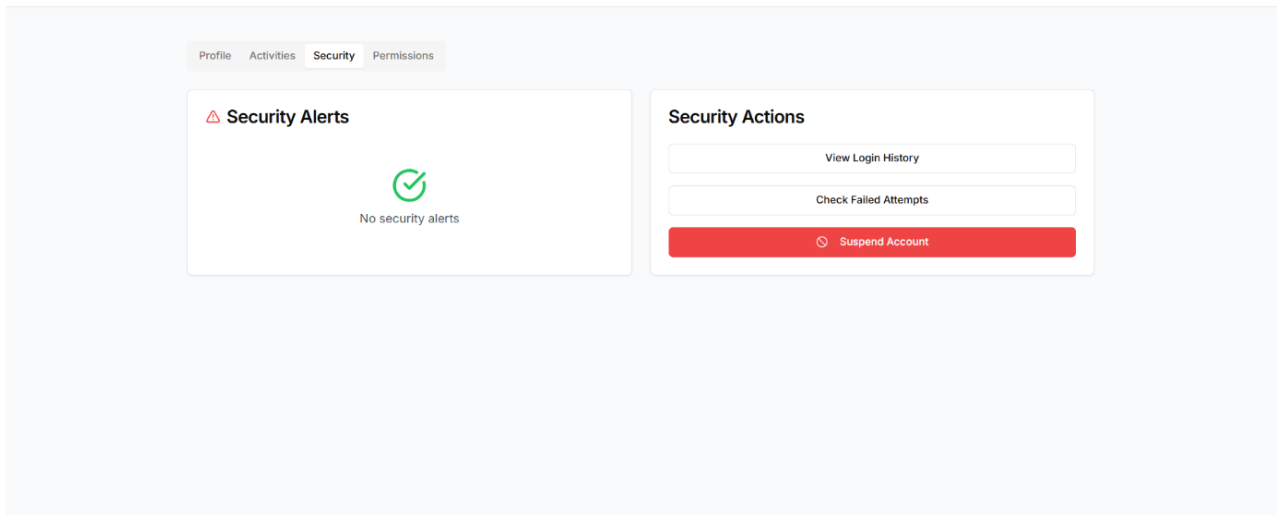 Profile Activities Security Permissions
Security Alerts
No security alerts
Security Actions
View Login History
Check Failed Attempts
Suspend Account